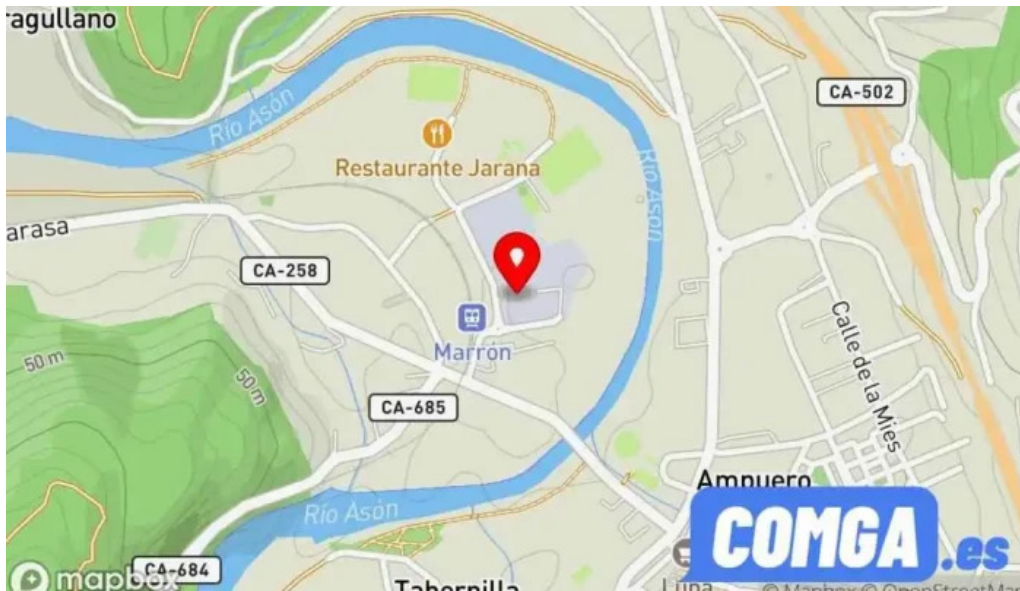 ragullano
CA-502
Río Asón
Restaurante Jarana
Río Asón
arasa
CA-258
Marrón
Calle de la Mies
50 m
50 m
CA-685
Ampuero
Río Asón
COMGA.es
CA-684
mapbox
Tabernilla
Luna
© Mapbox © OpenStreetMap